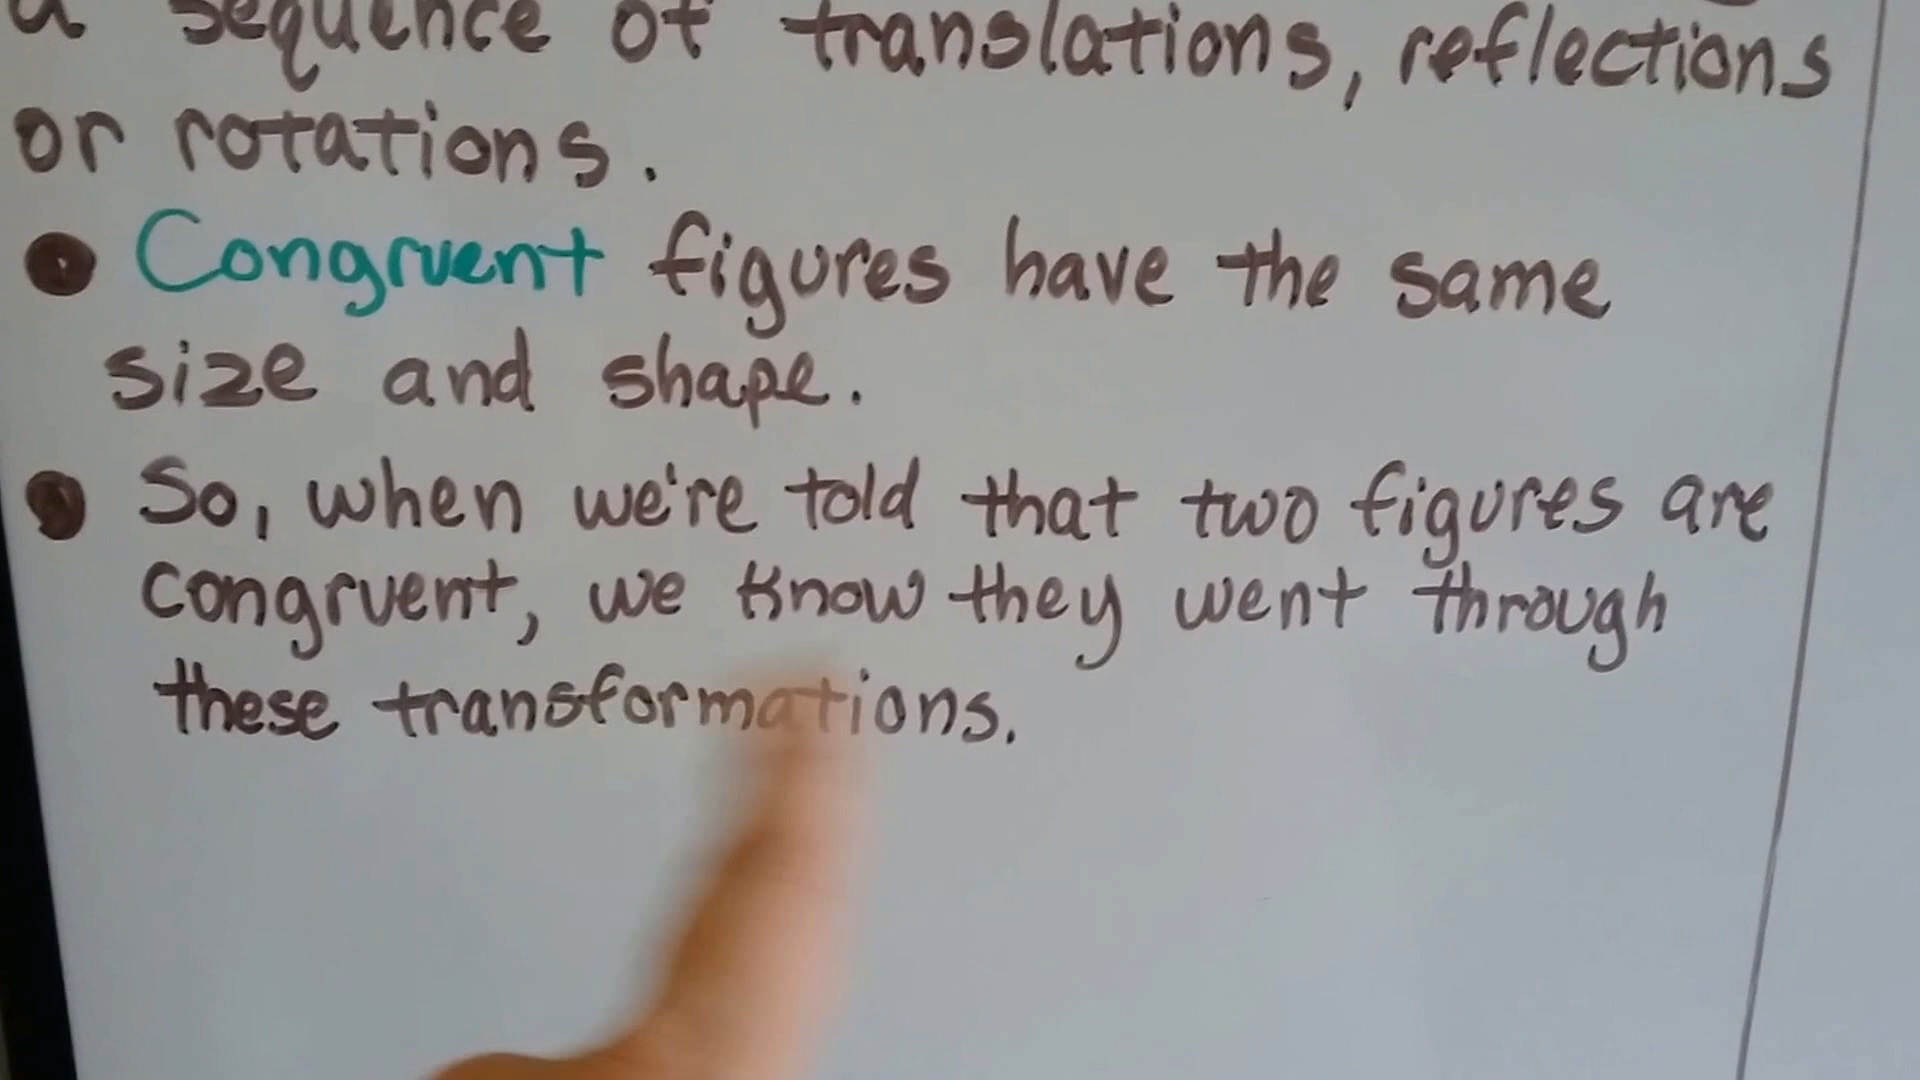 a sequence of translations, reflections
or rotations.
• Congruent figures have the same
size and shape.
• So, when we're told that two figures are
congruent, we know they went through
these transformations.